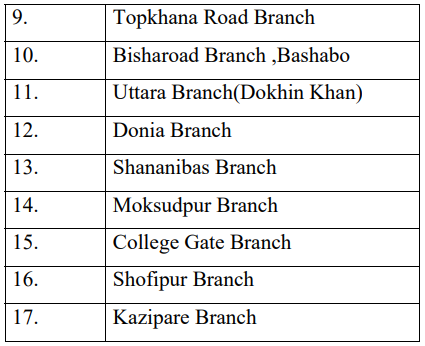 9. Topkhana Road Branch
10. Bisharoad Branch ,Bashabo
11. Uttara Branch(Dokhin Khan)
12. Donia Branch
13. Shananibas Branch
14. Moksudpur Branch
15. College Gate Branch
16. Shofipur Branch
17. Kazipare Branch